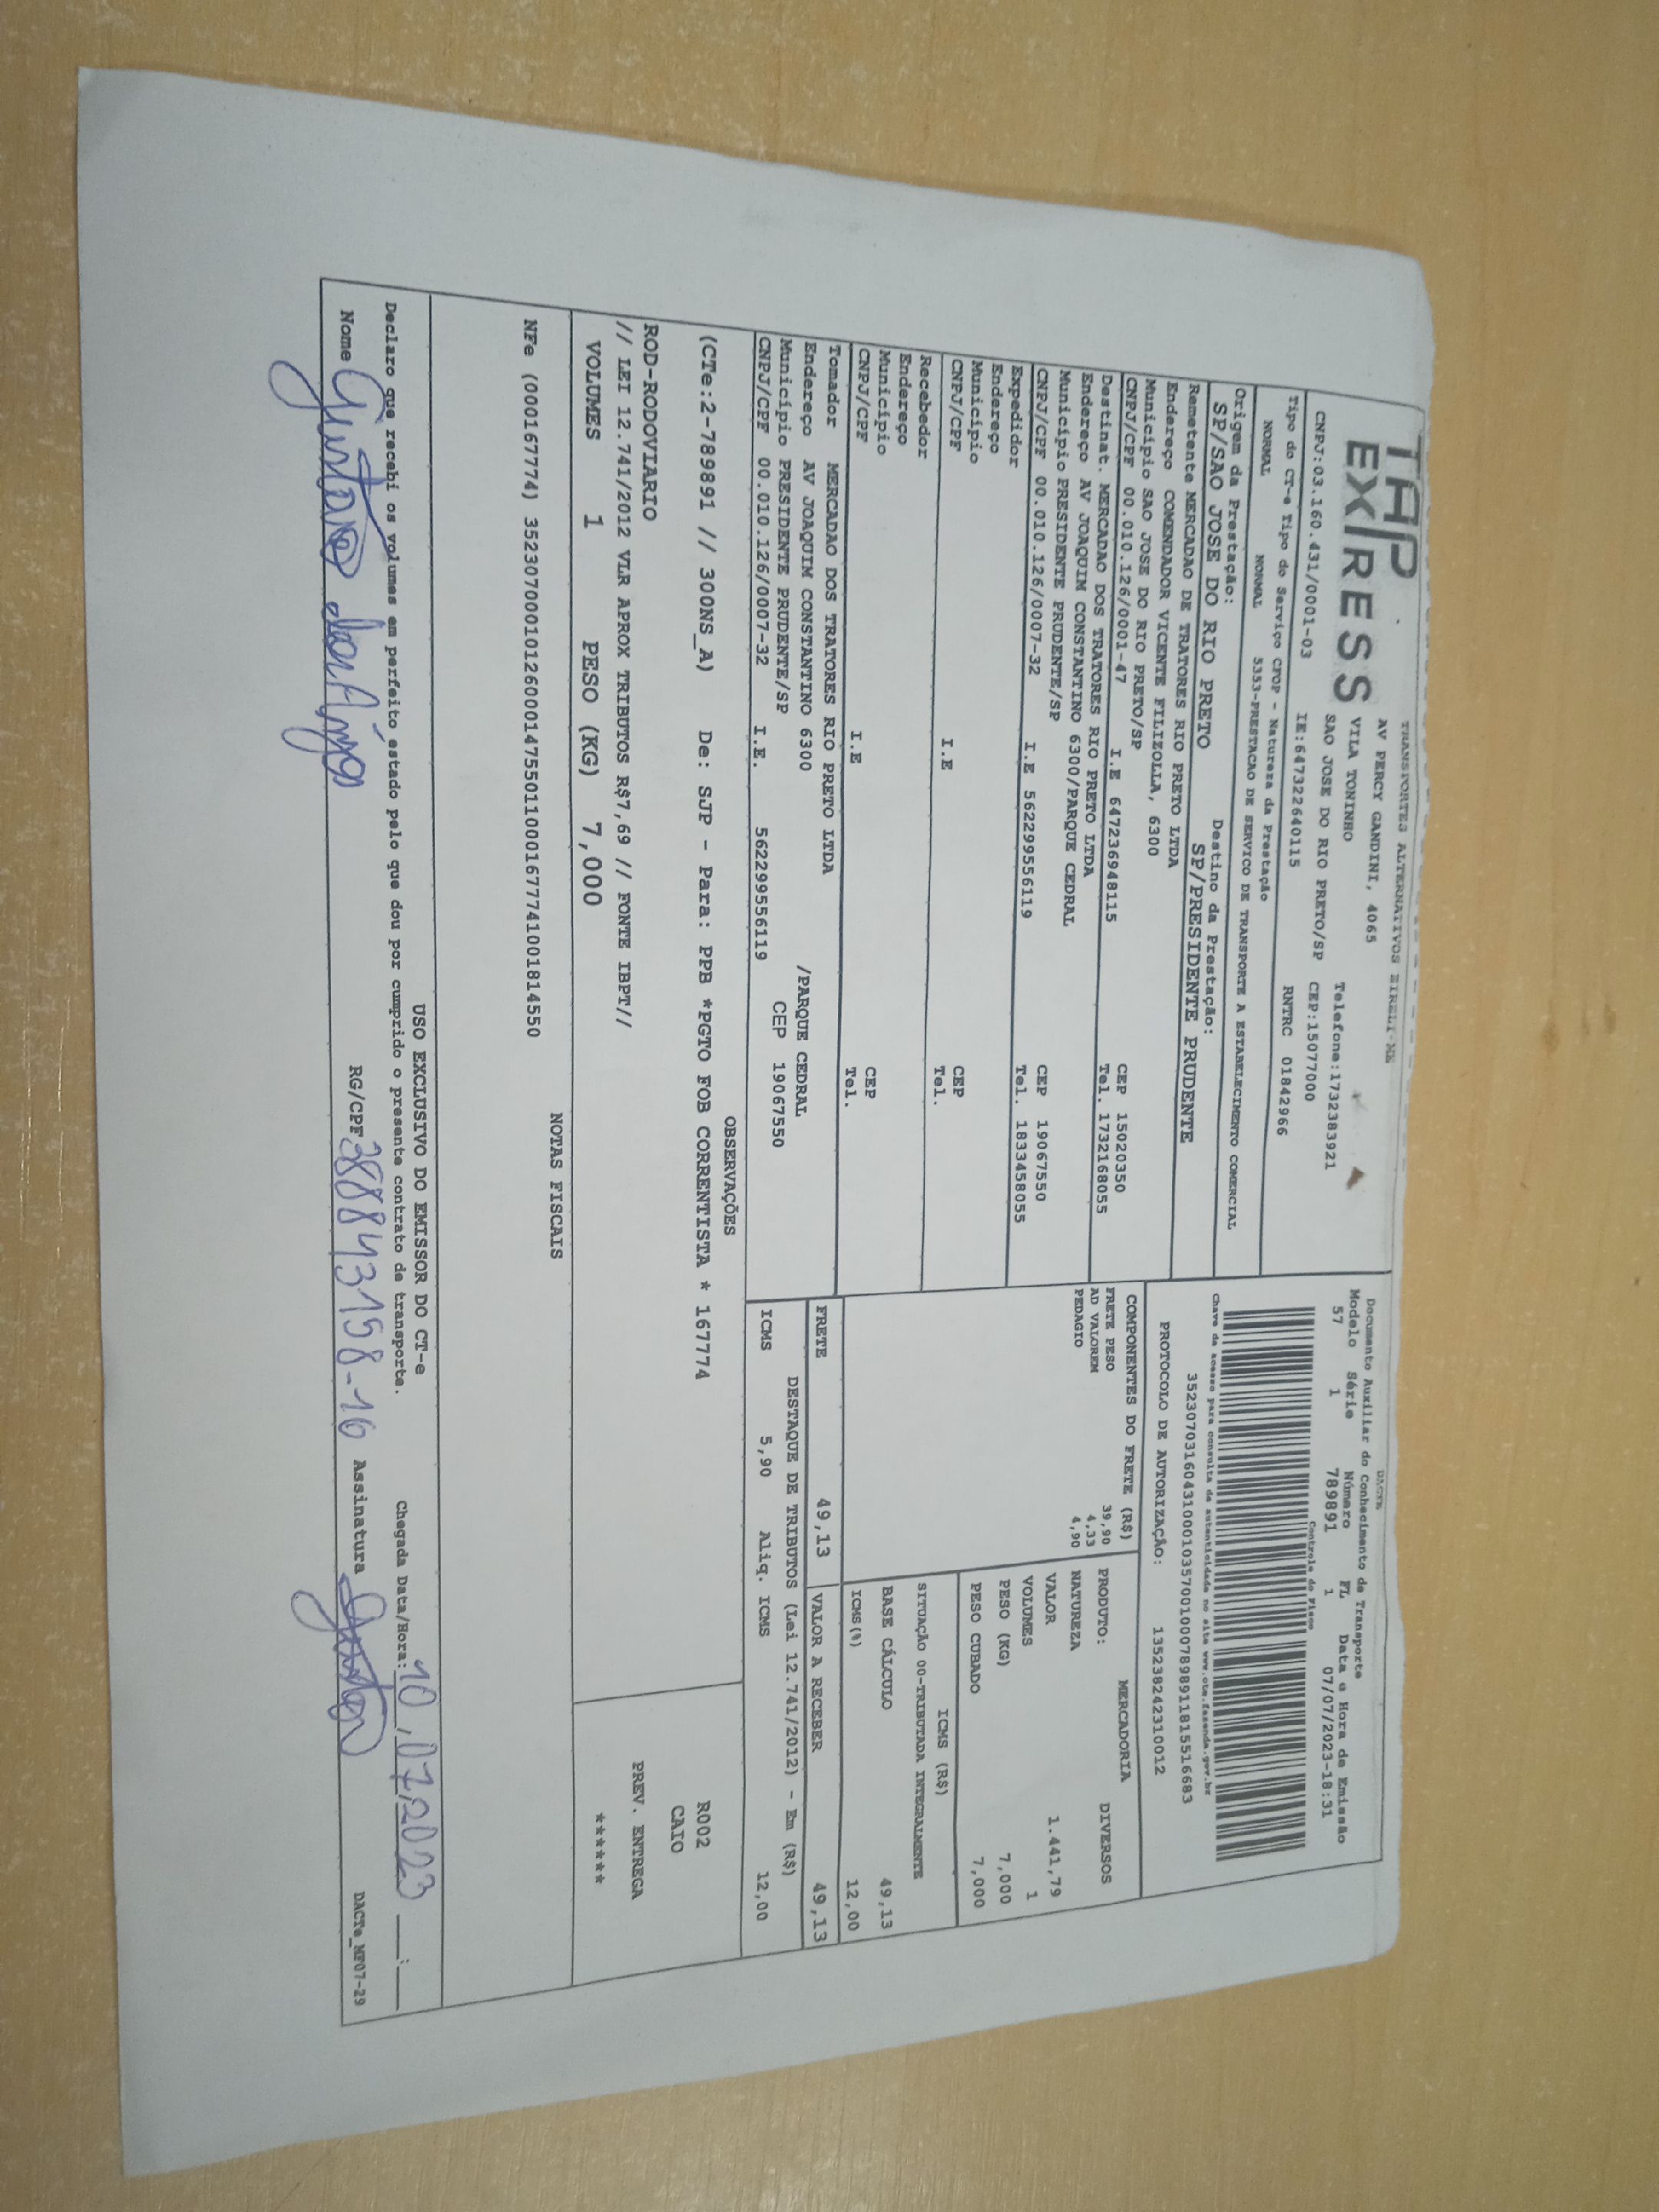 TAP
EXPRESS
TRANSPORTES ALTERNATIVOS EIRELI-ME
AV PERCY GANDINI, 4065
VILA TONINHO
Telefone:1732383921
SAO JOSE DO RIO PRETO/SP CEP:15077000
CNPJ:03.160.431/0001-03 IE:647322640115 RNTRC 01842966
Tipo do CT-e Tipo do Serviço CFOP - Natureza da Prestação
NORMAL NORMAL 5353-PRESTACAO DE SERVICO DE TRANSPORTE A ESTABELECIMENTO COMERCIAL
Origem da Prestação: Destino da Prestação:
SP/SAO JOSE DO RIO PRETO SP/PRESIDENTE PRUDENTE
Remetente MERCADAO DE TRATORES RIO PRETO LTDA
Endereço COMENDADOR VICENTE FILIZOLLA, 6300
Município SAO JOSE DO RIO PRETO/SP CEP 15020350
CNPJ/CPF 00.010.126/0001-47 I.E 647236948115 Tel. 1732168055
Destinat. MERCADAO DOS TRATORES RIO PRETO LTDA
Endereço AV JOAQUIM CONSTANTINO 6300/PARQUE CEDRAL
Município PRESIDENTE PRUDENTE/SP CEP 19067550
CNPJ/CPF 00.010.126/0007-32 I.E 562299556119 Tel. 1833458055
Expedidor
Endereço
Município CEP
CNPJ/CPF I.E Tel.
Recebedor
Endereço
Município CEP
CNPJ/CPF I.E Tel.
Tomador MERCADAO DOS TRATORES RIO PRETO LTDA
Endereço AV JOAQUIM CONSTANTINO 6300 /PARQUE CEDRAL
Município PRESIDENTE PRUDENTE/SP CEP 19067550
CNPJ/CPF 00.010.126/0007-32 I.E. 562299556119
DACTE
Documento Auxiliar do Conhecimento de Transporte
Modelo Série Número FL Data e Hora de Emissão
57 1 789891 1 07/07/2023-18:31
Controle do Fisco
Chave de acesso para consulta de autenticidade no site www.cte.fazenda.gov.br
35230703160431000103570010007898911815516683
PROTOCOLO DE AUTORIZAÇÃO: 135238242310012
COMPONENTES DO FRETE (R$)
FRETE PESO 39,90
AD VALOREM 4,33
PEDAGIO 4,90
MERCADORIA
PRODUTO: DIVERSOS
NATUREZA
VALOR 1.441,79
VOLUMES 1
PESO (KG) 7,000
PESO CUBADO 7,000
ICMS (R$)
SITUAÇÃO 00-TRIBUTADA INTEGRALMENTE
BASE CÁLCULO 49,13
ICMS(%) 12,00
FRETE 49,13 VALOR A RECEBER 49,13
DESTAQUE DE TRIBUTOS (Lei 12.741/2012) - Em (R$)
ICMS 5,90 Aliq. ICMS 12,00
OBSERVAÇÕES
(CTe:2-789891 // 300NS_A) De: SJP - Para: PPB *PGTO FOB CORRENTISTA * 167774
R002
CAIO
ROD-RODOVIARIO
// LEI 12.741/2012 VLR APROX TRIBUTOS R$7,69 // FONTE IBPT//
VOLUMES 1 PESO (KG) 7,000
PREV. ENTREGA
******
NOTAS FISCAIS
NFe (000167774) 35230700010126000147550110001677741001814550
USO EXCLUSIVO DO EMISSOR DO CT-e
Declaro que recebi os volumes em perfeito estado pelo que dou por cumprido o presente contrato de transporte. Chegada Data/Hora: 10,07,2023 __:__
Nome RG/CPF 388843158-16 Assinatura DACTe_NF07-29